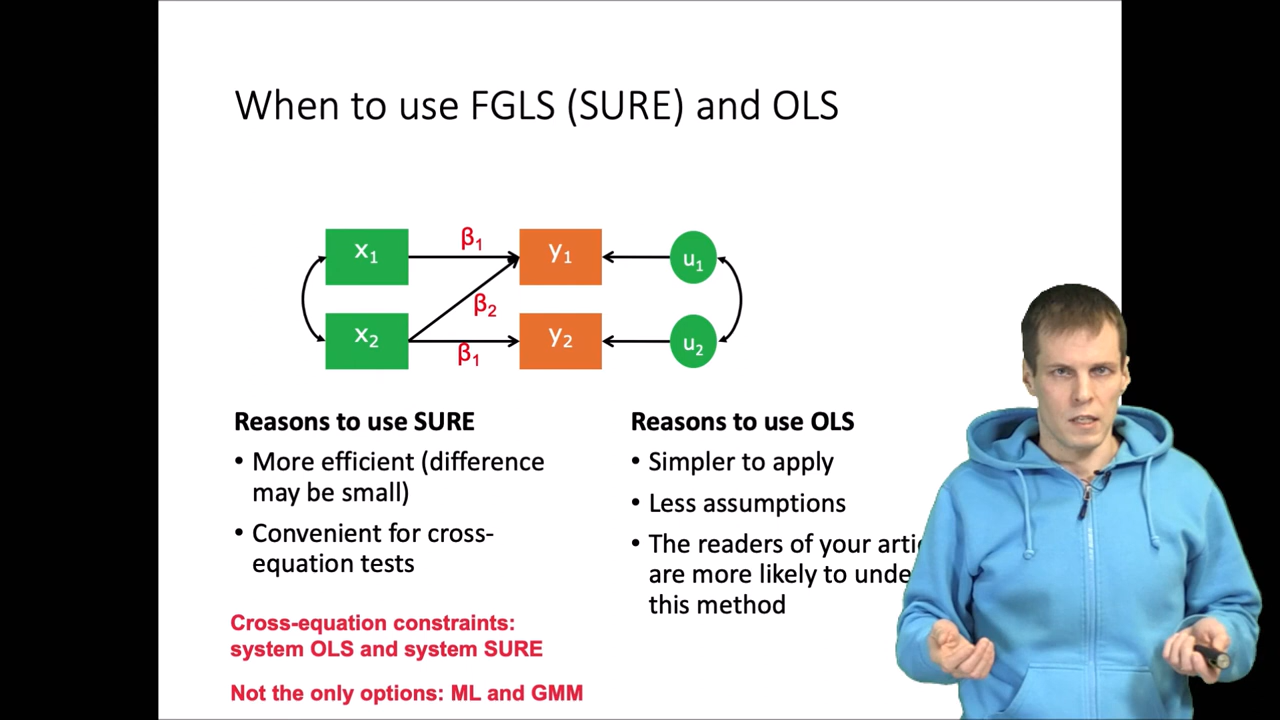 When to use FGLS (SURE) and OLS
x₁
β₁
y₁
u₁
β₂
x₂
β₁
y₂
u₂
Reasons to use SURE
• More efficient (difference
may be small)
• Convenient for cross-
equation tests
Reasons to use OLS
• Simpler to apply
• Less assumptions
• The readers of your
are more likely to
this method
Cross-equation constraints:
system OLS and system SURE
Not the only options: ML and GMM